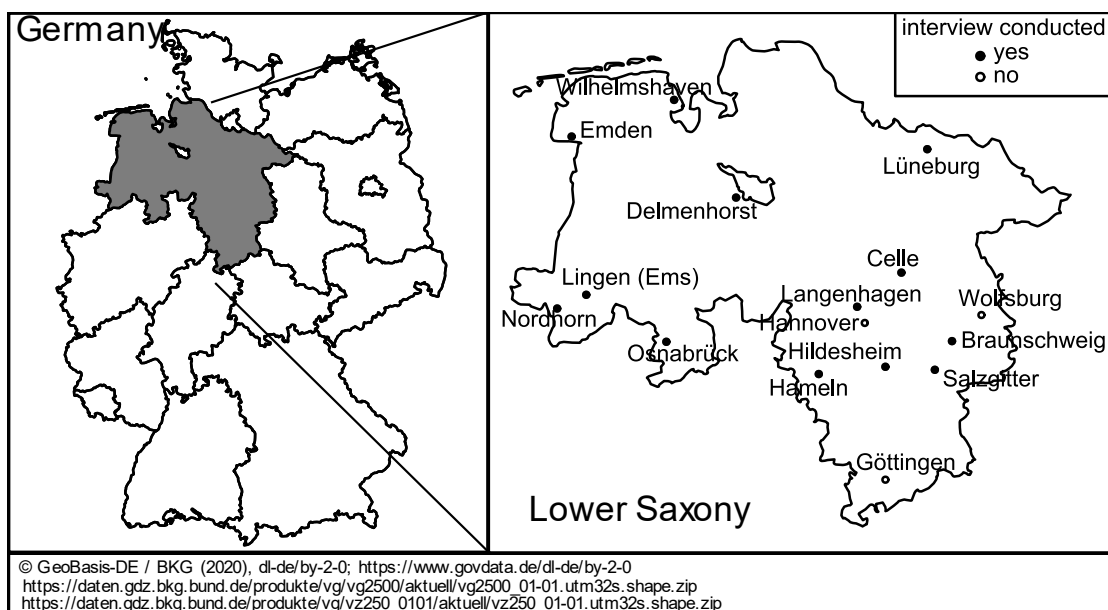 Germany
interview conducted
yes
no
Wilhelmshaven
Emden
Lüneburg
Delmenhorst
Celle
Lingen (Ems)
Langenhagen
Wolfsburg
Nordhorn
Hannover
Braunschweig
Osnabrück
Hildesheim
Hameln
Salzgitter
Göttingen
Lower Saxony
© GeoBasis-DE / BKG (2020), dl-de/by-2-0; https://www.govdata.de/dl-de/by-2-0
https://daten.gdz.bkg.bund.de/produkte/vg/vg2500/aktuell/vg2500_01-01.utm32s.shape.zip
https://daten.gdz.bkg.bund.de/produkte/vg/vz250_0101/aktuell/vz250_01-01.utm32s.shape.zip